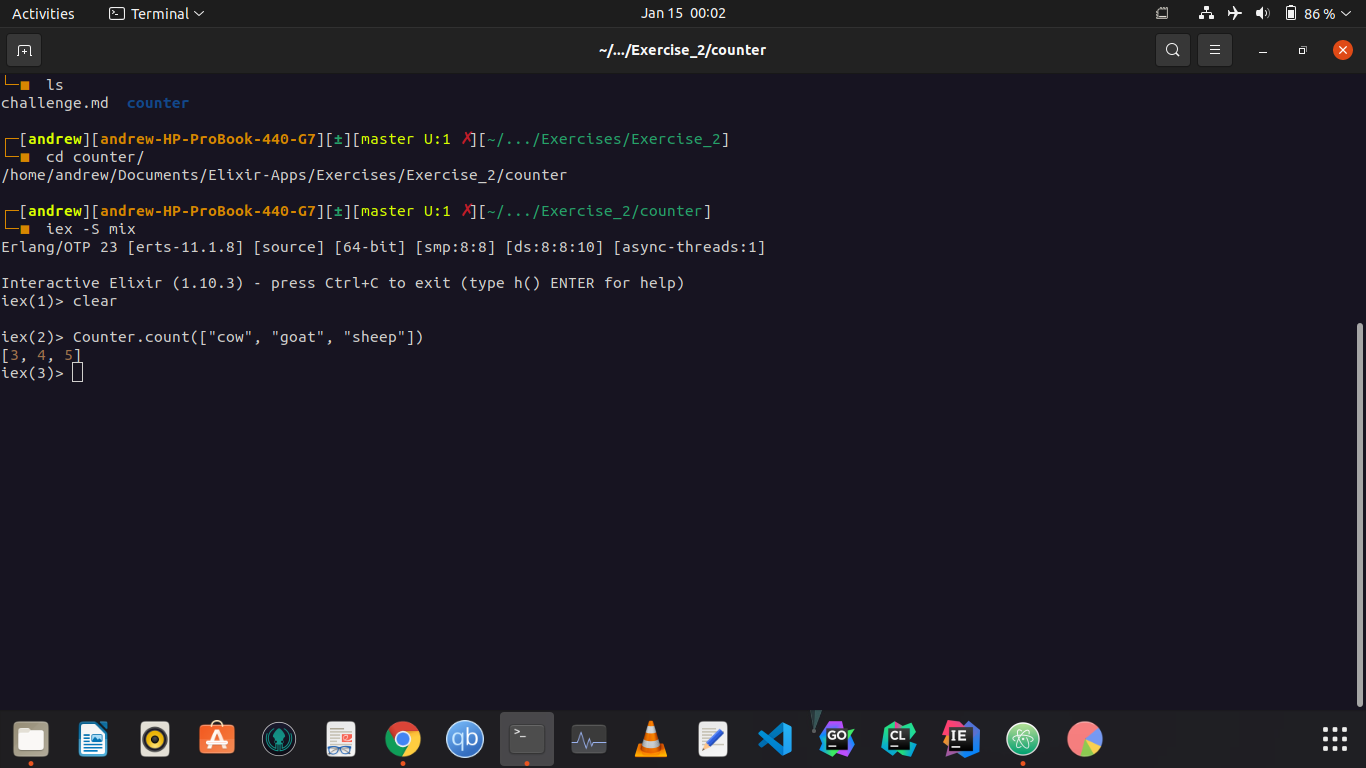 Activities Terminal Jan 15 00:02 86 %
~/.../Exercise_2/counter
ls
challenge.md counter
[andrew][andrew-HP-ProBook-440-G7][±][master U:1 ✗][~/.../Exercises/Exercise_2]
cd counter/
/home/andrew/Documents/Elixir-Apps/Exercises/Exercise_2/counter
[andrew][andrew-HP-ProBook-440-G7][±][master U:1 ✗][~/.../Exercise_2/counter]
iex -S mix
Erlang/OTP 23 [erts-11.1.8] [source] [64-bit] [smp:8:8] [ds:8:8:10] [async-threads:1]
Interactive Elixir (1.10.3) - press Ctrl+C to exit (type h() ENTER for help)
iex(1)> clear
iex(2)> Counter.count(["cow", "goat", "sheep"])
[3, 4, 5]
iex(3)>
qb >_ GO CL IE